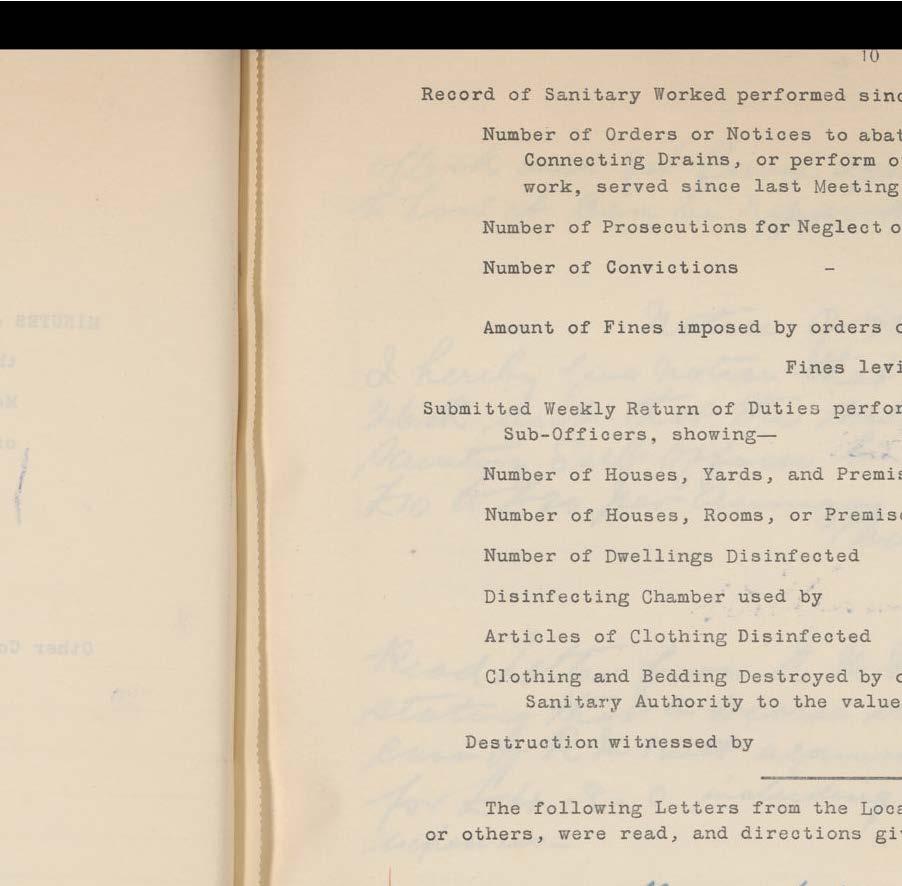 10
Record of Sanitary Worked performed sinc
Number of Orders or Notices to abat
Connecting Drains, or perform o
work, served since last Meeting
Number of Prosecutions for Neglect o
Number of Convictions -
Amount of Fines imposed by orders o
Fines levi
Submitted Weekly Return of Duties perfor
Sub-Officers, showing—
Number of Houses, Yards, and Premis
Number of Houses, Rooms, or Premise
Number of Dwellings Disinfected
Disinfecting Chamber used by
Articles of Clothing Disinfected
Clothing and Bedding Destroyed by o
Sanitary Authority to the value
Destruction witnessed by
The following Letters from the Loca
or others, were read, and directions gi